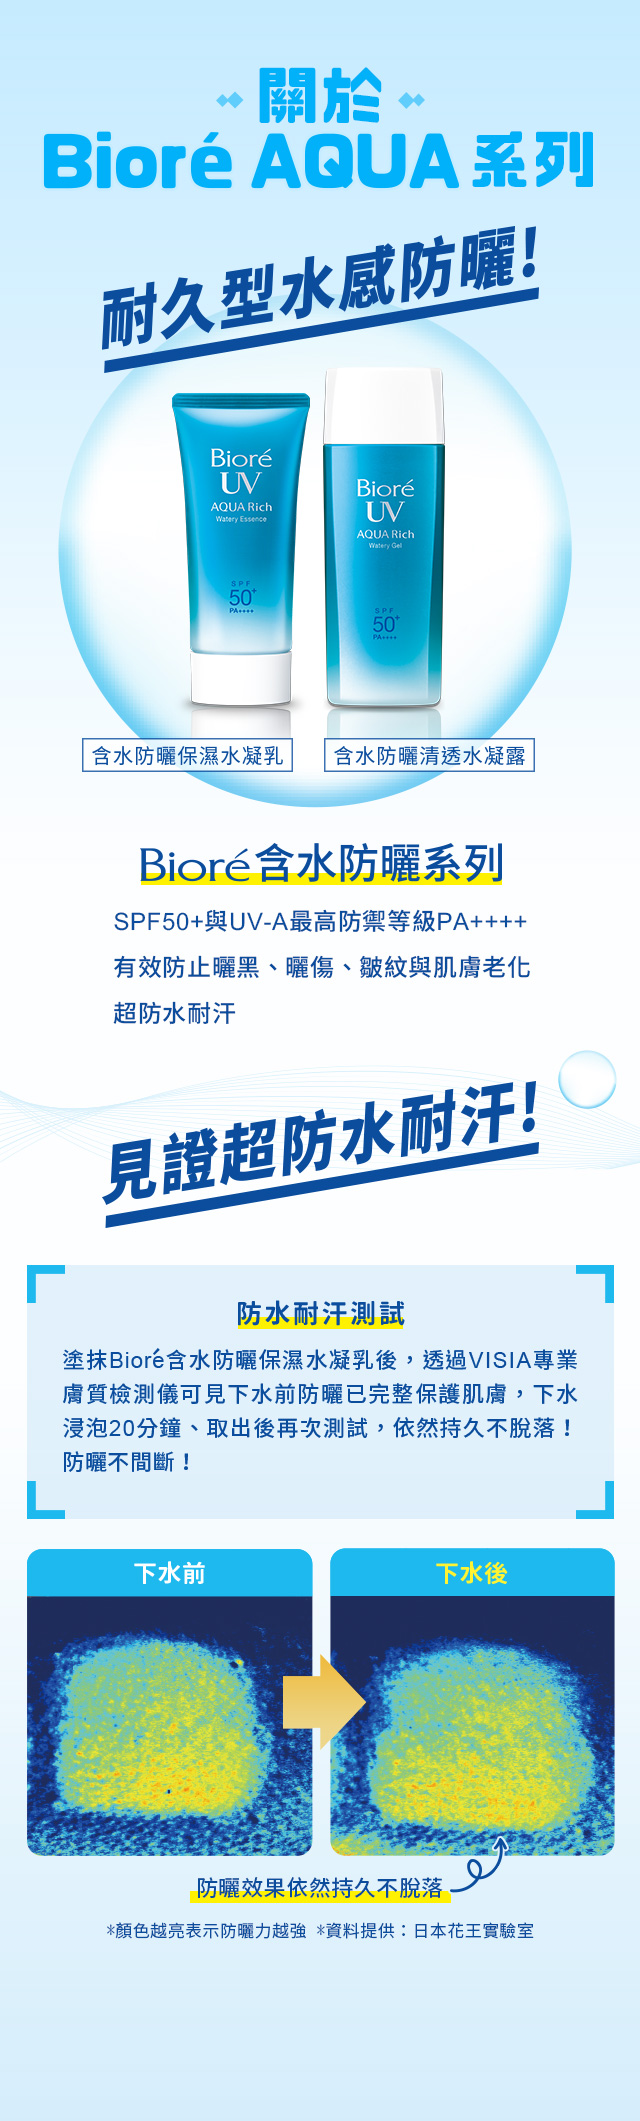 關於
Bioré AQUA 系列
耐久型水感防曬!
Bioré
UV
AQUA Rich
Watery Essence
SPF
50+
PA++++
Bioré
UV
AQUA Rich
Watery Gel
SPF
50+
PA++++
含水防曬保濕水凝乳
含水防曬清透水凝露
Bioré含水防曬系列
SPF50+與UV-A最高防禦等級PA++++
有效防止曬黑、曬傷、皺紋與肌膚老化
超防水耐汗
見證超防水耐汗!
防水耐汗測試
塗抹Bioré含水防曬保濕水凝乳後，透過VISIA專業
膚質檢測儀可見下水前防曬已完整保護肌膚，下水
浸泡20分鐘、取出後再次測試，依然持久不脫落！
防曬不間斷！
下水前
下水後
防曬效果依然持久不脫落
*顏色越亮表示防曬力越強 *資料提供：日本花王實驗室